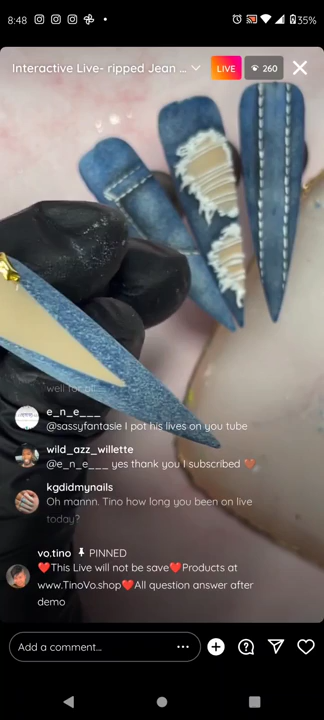 8:48
35%
Interactive Live- ripped Jean ...
LIVE
260
well for
e_n_e___
@sassyfantasie I pot his lives on you tube
wild_azz_willette
@e_n_e___ yes thank you I subscribed ❤️
kgdidmynails
Oh mannn. Tino how long you been on live
today?
vo.tino PINNED
❤️This Live will not be save❤️Products at
www.TinoVo.shop❤️All question answer after
demo
Add a comment...